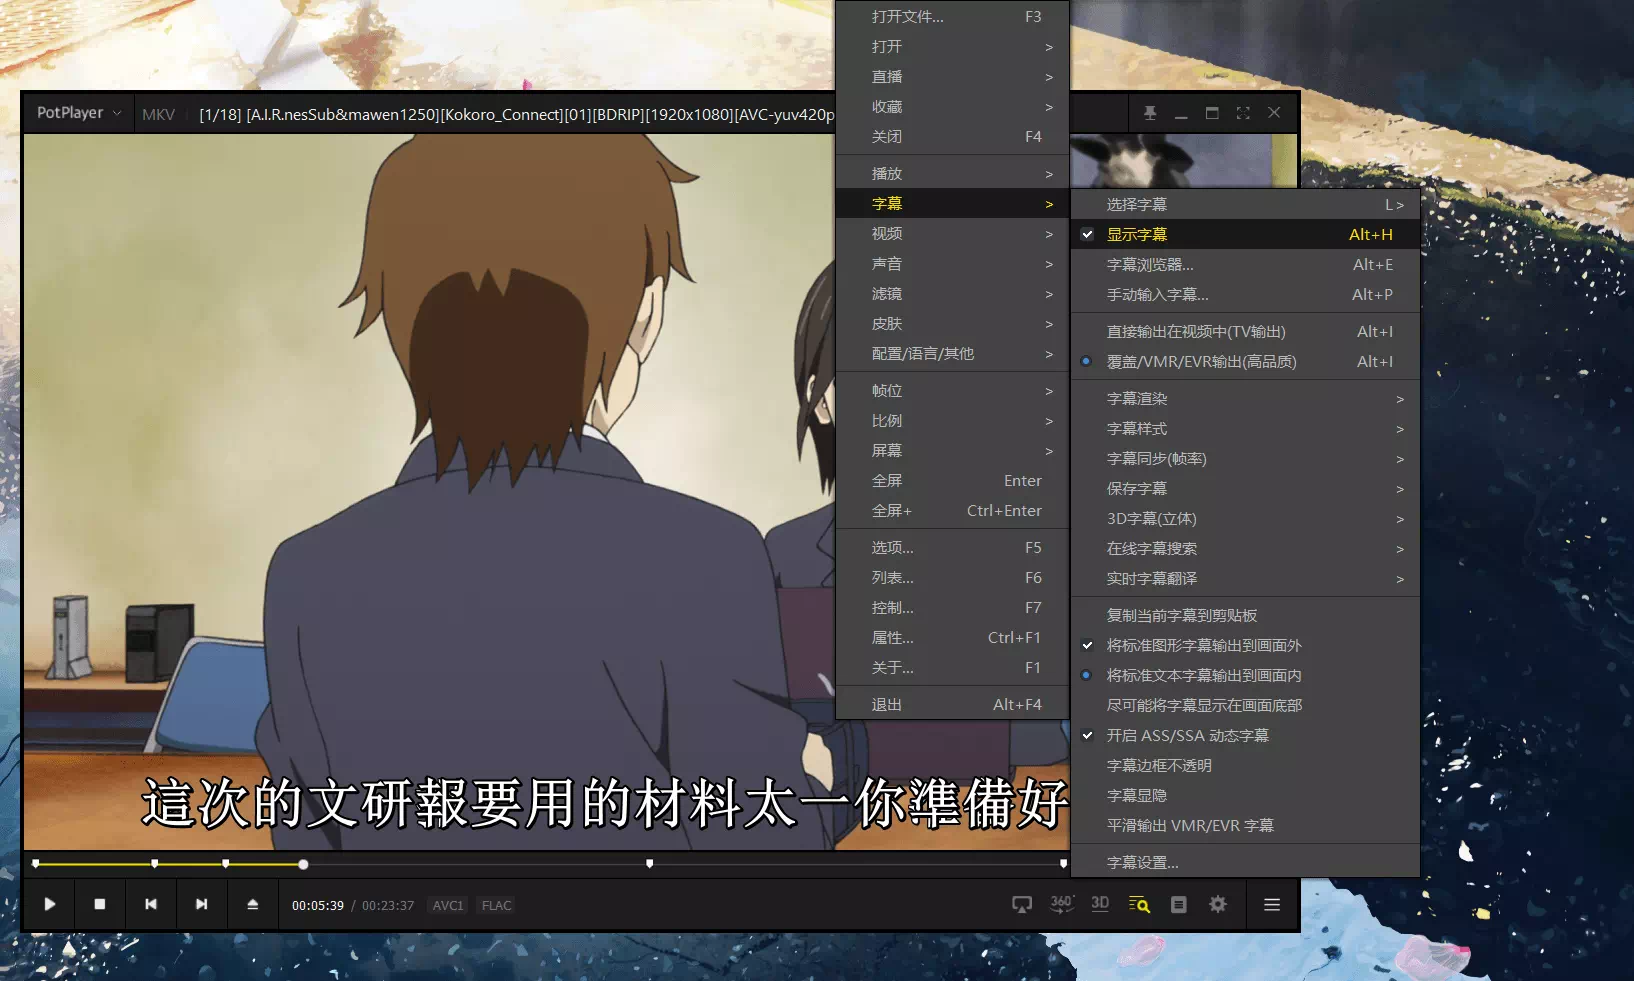 PotPlayer
MKV
[1/18] [A.I.R.nesSub&mawen1250][Kokoro_Connect][01][BDRIP][1920x1080][AVC-yuv420p
打开文件... F3
打开 >
直播 >
收藏 >
关闭 F4
播放 >
字幕 >
视频 >
声音 >
滤镜 >
皮肤 >
配置/语言/其他 >
帧位 >
比例 >
屏幕 >
全屏 Enter
全屏+ Ctrl+Enter
选项... F5
列表... F6
控制... F7
属性... Ctrl+F1
关于... F1
退出 Alt+F4
选择字幕 L >
显示字幕 Alt+H
字幕浏览器... Alt+E
手动输入字幕... Alt+P
直接输出在视频中(TV输出) Alt+I
覆盖/VMR/EVR输出(高品质) Alt+I
字幕渲染 >
字幕样式 >
字幕同步(帧率) >
保存字幕 >
3D字幕(立体) >
在线字幕搜索 >
实时字幕翻译 >
复制当前字幕到剪贴板
将标准图形字幕输出到画面外
将标准文本字幕输出到画面内
尽可能将字幕显示在画面底部
开启 ASS/SSA 动态字幕
字幕边框不透明
字幕显隐
平滑输出 VMR/EVR 字幕
字幕设置...
這次的文研報要用的材料太一你準備好
00:05:39 / 00:23:37 AVC1 FLAC
360°
3D